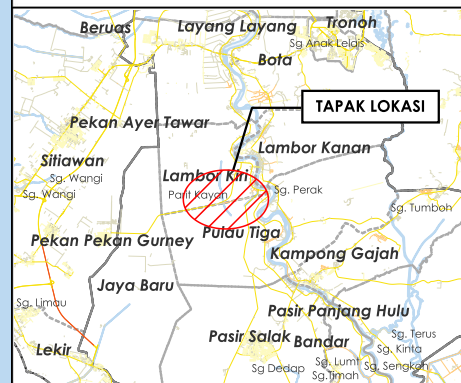 Beruas
Layang Layang
Tronoh
Sg Anak Lelais
Bota
TAPAK LOKASI
Pekan Ayer Tawar
Lambor Kanan
Sitiawan
Sg. Wangi
Sg. Wangi
Lambor Kiri
Parit Kayan
Sg. Perak
Sg. Tumboh
Pekan Pekan Gurney
Pulau Tiga
Kampong Gajah
Jaya Baru
Sg. Limau
Pasir Panjang Hulu
Pasir Salak
Bandar
Sg. Terus
Sg. Kinta
Lekir
Sg Dedap
Sg. Lumt
Sg. Sengkoh
Sg.Timah